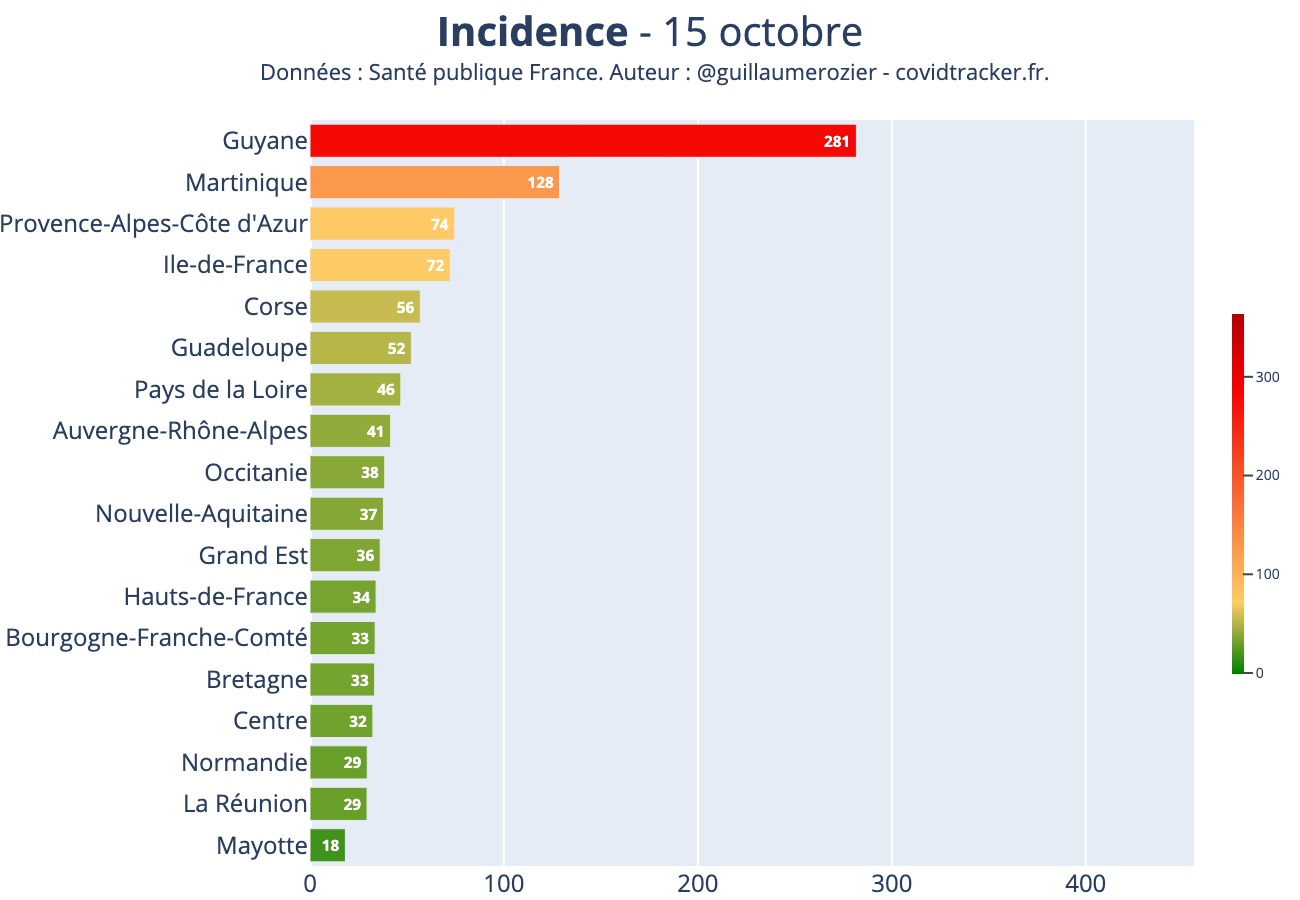 Incidence - 15 octobre
Données : Santé publique France. Auteur : @guillaumerozier - covidtracker.fr.
Guyane 281
Martinique 128
Provence-Alpes-Côte d'Azur 74
Ile-de-France 72
Corse 56
Guadeloupe 52
Pays de la Loire 46
Auvergne-Rhône-Alpes 41
Occitanie 38
Nouvelle-Aquitaine 37
Grand Est 36
Hauts-de-France 34
Bourgogne-Franche-Comté 33
Bretagne 33
Centre 32
Normandie 29
La Réunion 29
Mayotte 18
0 100 200 300 400
300
200
100
0